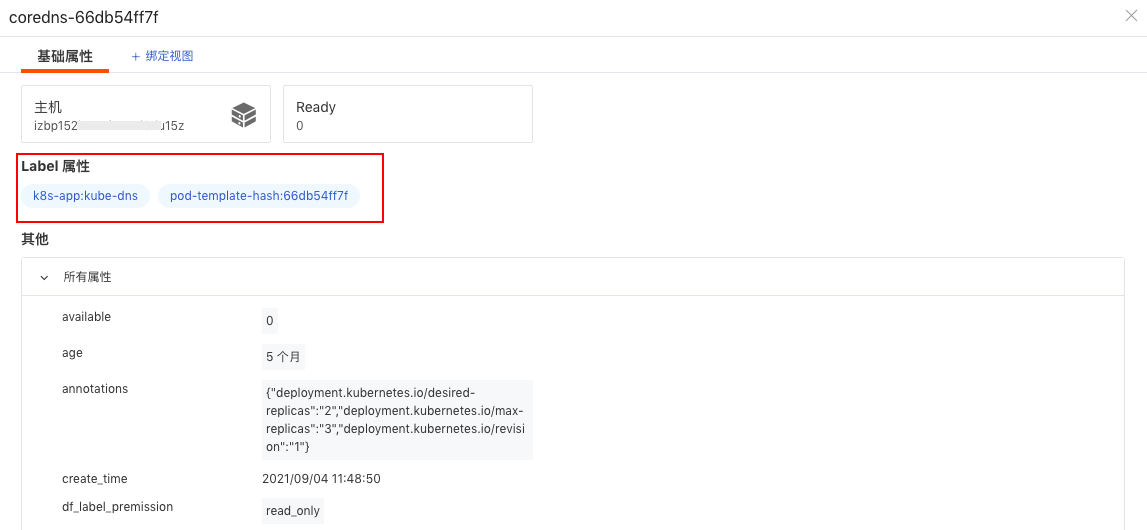 coredns-66db54ff7f
基础属性
+ 绑定视图
主机
izbp152 u15z
Ready
0
Label 属性
k8s-app:kube-dns
pod-template-hash:66db54ff7f
其他
所有属性
available
0
age
5 个月
annotations
{"deployment.kubernetes.io/desired-
replicas":"2","deployment.kubernetes.io/max-
replicas":"3","deployment.kubernetes.io/revisi
on":"1"}
create_time
2021/09/04 11:48:50
df_label_premission
read_only